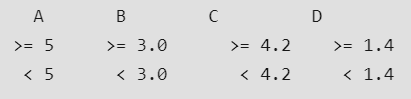 A B C D
>= 5 >= 3.0 >= 4.2 >= 1.4
< 5 < 3.0 < 4.2 < 1.4